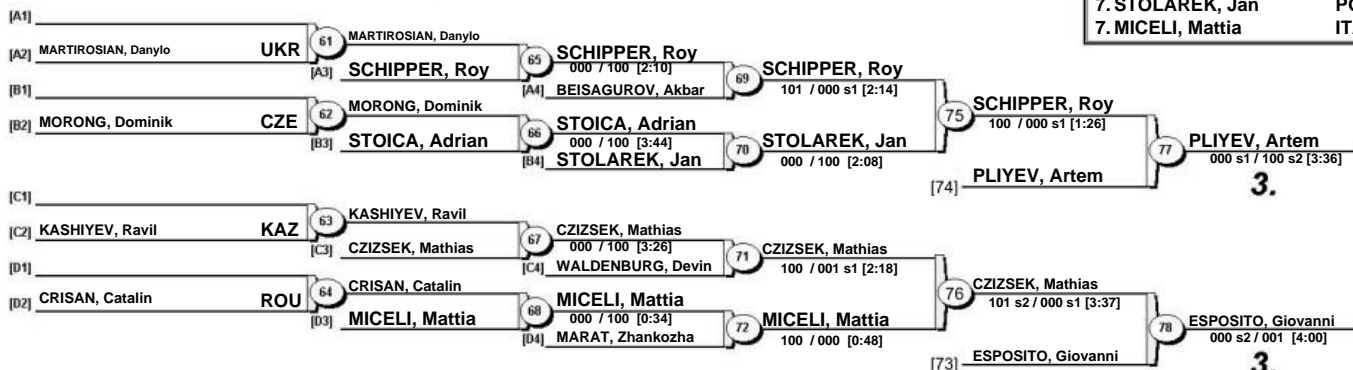 7. STOLAREK, Jan
7. MICELI, Mattia
[A1]
[A2] MARTIROSIAN, Danylo UKR
61
MARTIROSIAN, Danylo
[A3] SCHIPPER, Roy
65
SCHIPPER, Roy
000 / 100 [2:10]
[A4] BEISAGUROV, Akbar
69
SCHIPPER, Roy
101 / 000 s1 [2:14]
[B1]
[B2] MORONG, Dominik CZE
62
MORONG, Dominik
[B3] STOICA, Adrian
66
STOICA, Adrian
000 / 100 [3:44]
[B4] STOLAREK, Jan
70
STOLAREK, Jan
000 / 100 [2:08]
75
SCHIPPER, Roy
100 / 000 s1 [1:26]
[74] PLIYEV, Artem
77
PLIYEV, Artem
000 s1 / 100 s2 [3:36]
3.
[C1]
[C2] KASHIYEV, Ravil KAZ
63
KASHIYEV, Ravil
[C3] CZIZSEK, Mathias
67
CZIZSEK, Mathias
000 / 100 [3:26]
[C4] WALDENBURG, Devin
71
CZIZSEK, Mathias
100 / 001 s1 [2:18]
[D1]
[D2] CRISAN, Catalin ROU
64
CRISAN, Catalin
[D3] MICELI, Mattia
68
MICELI, Mattia
000 / 100 [0:34]
[D4] MARAT, Zhankozha
72
MICELI, Mattia
100 / 000 [0:48]
76
CZIZSEK, Mathias
101 s2 / 000 s1 [3:37]
[73] ESPOSITO, Giovanni
78
ESPOSITO, Giovanni
000 s2 / 001 [4:00]
3.